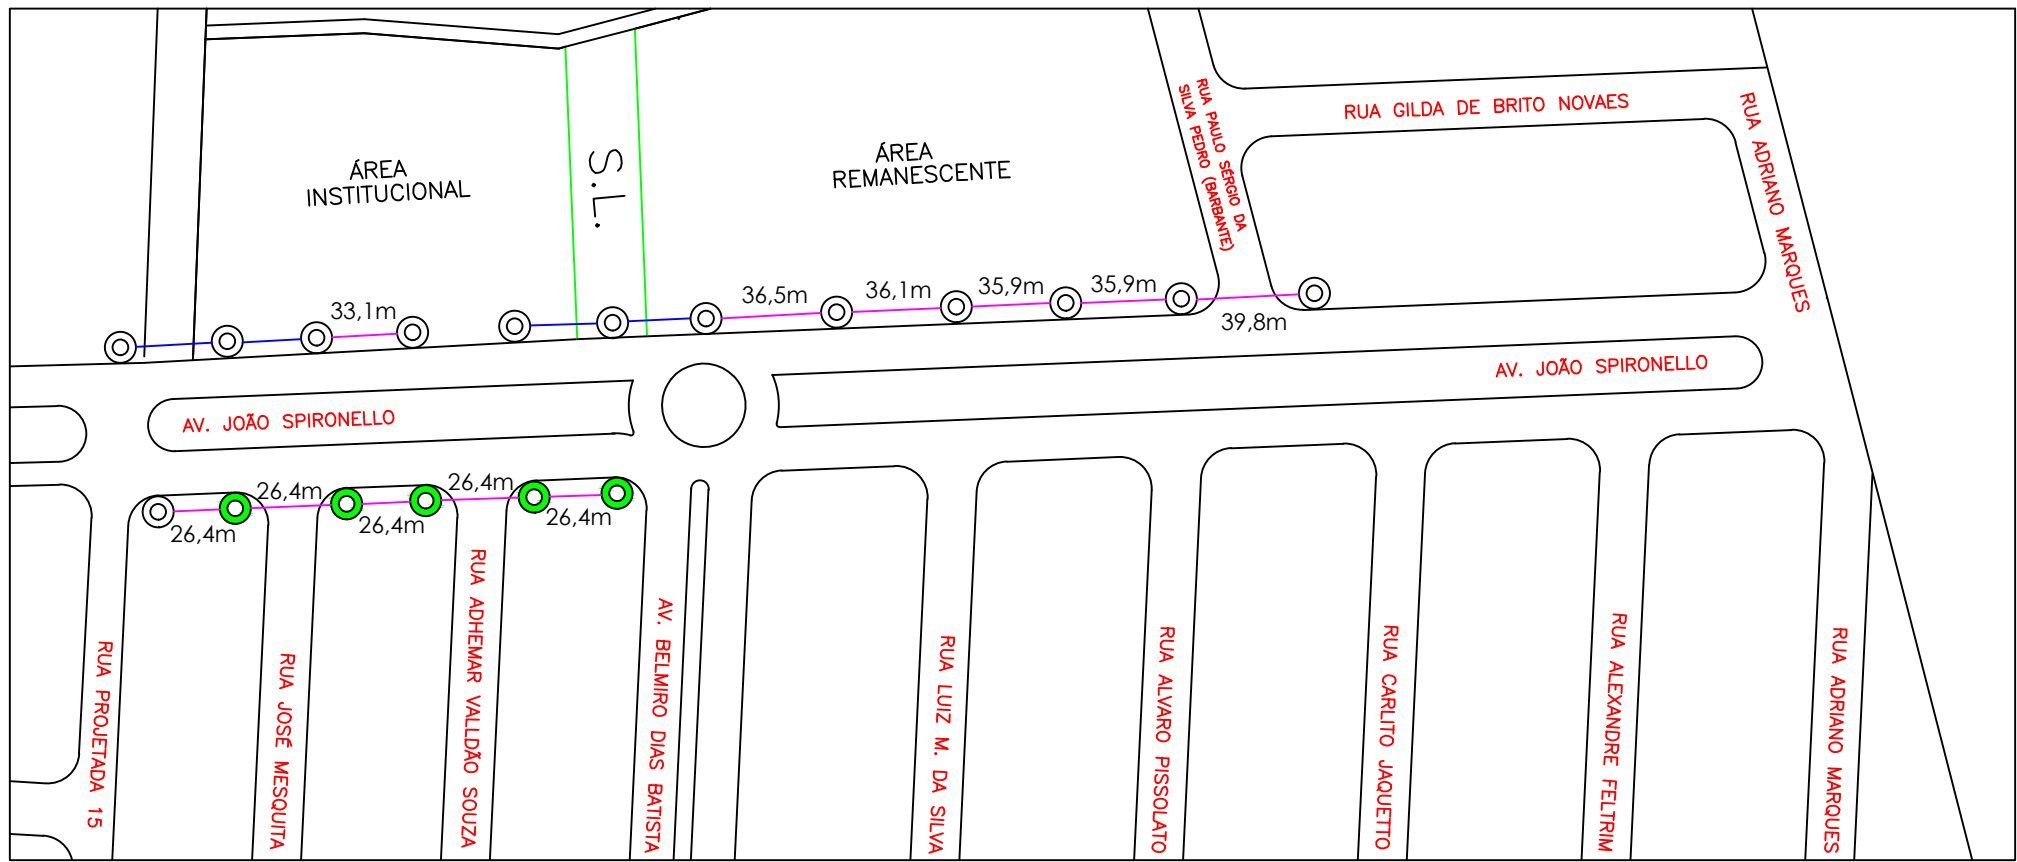 RUA GILDA DE BRITO NOVAES
RUA PAULO SÉRGIO DA
SILVA PEDRO (BARBANTE)
RUA ADRIANO MARQUES
ÁREA
INSTITUCIONAL
S.L.
ÁREA
REMANESCENTE
33,1m
36,5m
36,1m
35,9m
35,9m
39,8m
AV. JOÃO SPIRONELLO
AV. JOÃO SPIRONELLO
26,4m
26,4m
26,4m
26,4m
26,4m
RUA PROJETADA 15
RUA JOSÉ MESQUITA
RUA ADHEMAR VALLDÃO SOUZA
AV. BELMIRO DIAS BATISTA
RUA LUIZ M. DA SILVA
RUA ALVARO PISSOLATO
RUA CARLITO JAQUETTO
RUA ALEXANDRE FELTRIM
RUA ADRIANO MARQUES